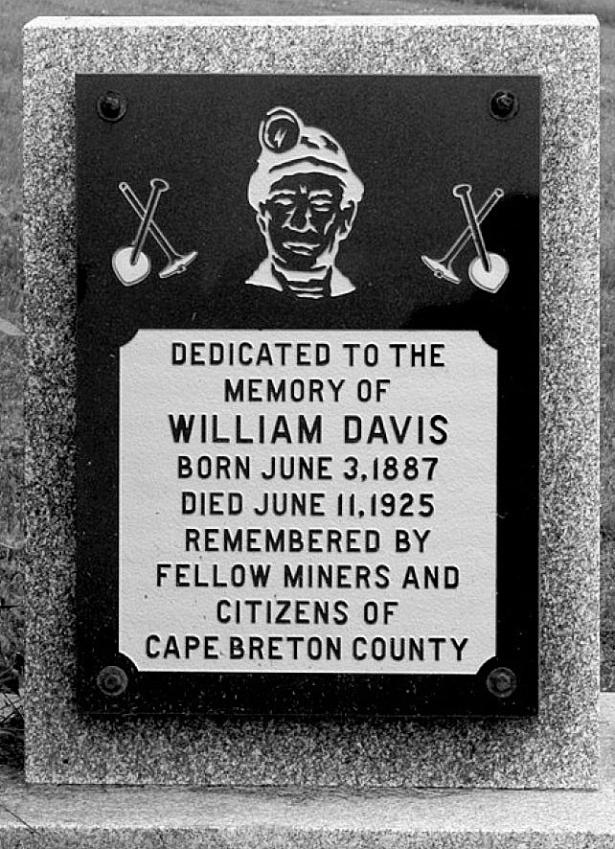 DEDICATED TO THE
MEMORY OF
WILLIAM DAVIS
BORN JUNE 3, 1887
DIED JUNE 11, 1925
REMEMBERED BY
FELLOW MINERS AND
CITIZENS OF
CAPE BRETON COUNTY